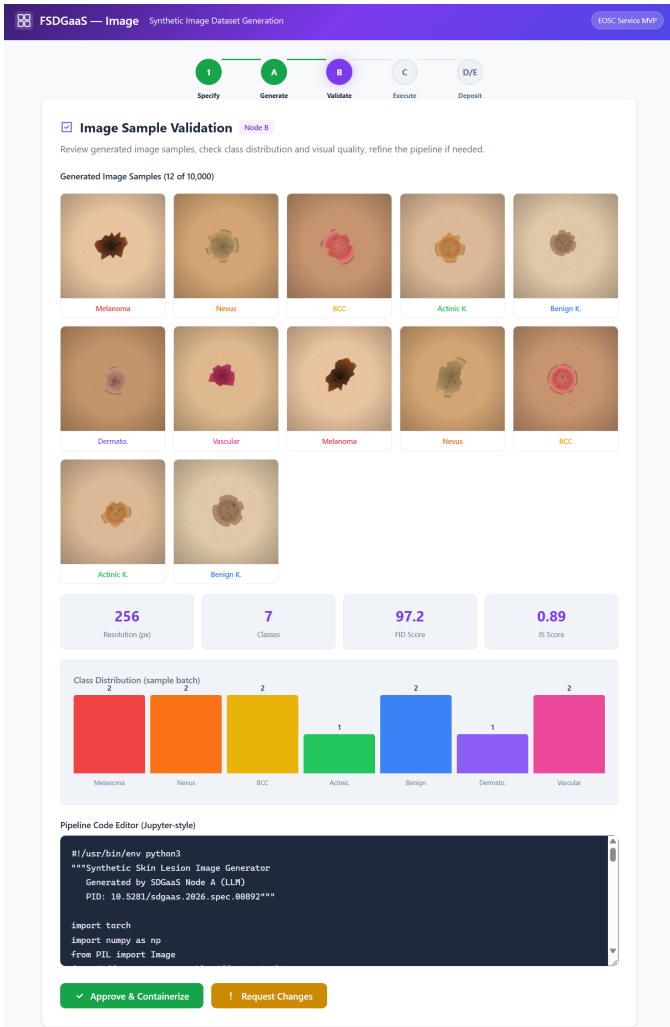 FSDGaaS — Image Synthetic Image Dataset Generation EOSC Service MVP
1 A B C D/E
Specify Generate Validate Execute Deposit
Image Sample Validation Node B
Review generated image samples, check class distribution and visual quality, refine the pipeline if needed.
Generated Image Samples (12 of 10,000)
Melanoma Nevus BCC Actinic K. Benign K.
Dermato. Vascular Melanoma Nevus BCC
Actinic K. Benign K.
256 7 97.2 0.89
Resolution (px) Classes FID Score IS Score
Class Distribution (sample batch)
2 2 2 1 2 1 2
Melanoma Nevus BCC Actinic Benign Dermato. Vascular
Pipeline Code Editor (Jupyter-style)
#!/usr/bin/env python3
"""Synthetic Skin Lesion Image Generator
Generated by SDGaaS Node A (LLM)
PID: 10.5281/sdgaas.2026.spec.00892"""
import torch
import numpy as np
from PIL import Image
✓ Approve & Containerize ! Request Changes